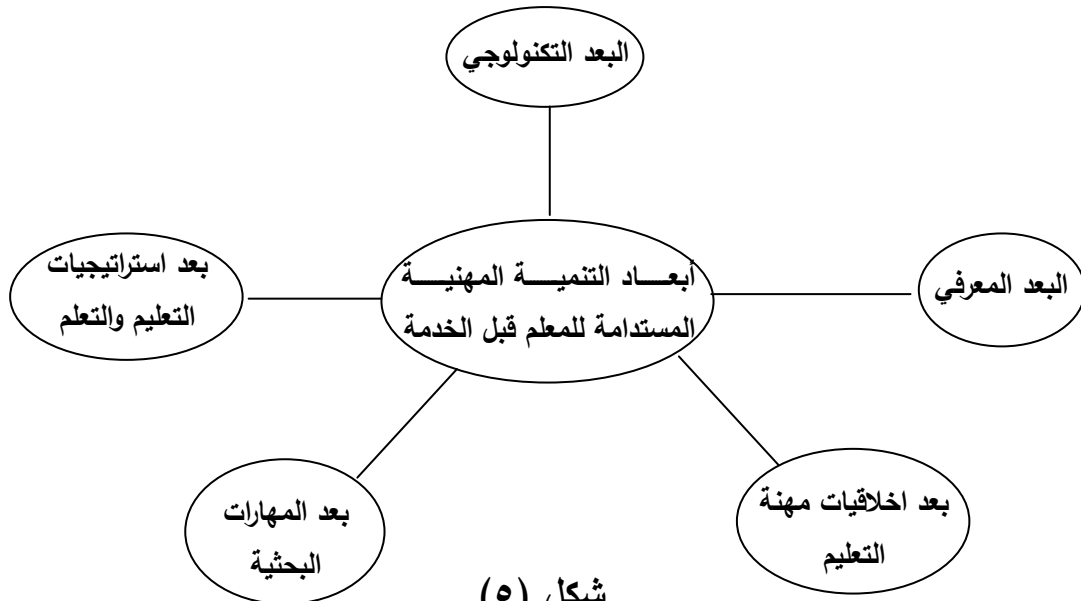 البعد التكنولوجي
أبعـــاد التنميـــة المهنيـــة
المستدامة للمعلم قبل الخدمة
البعد المعرفي
بعد استراتيجيات
التعليم والتعلم
بعد اخلاقيات مهنة
التعليم
بعد المهارات
البحثية
شكل (٥)